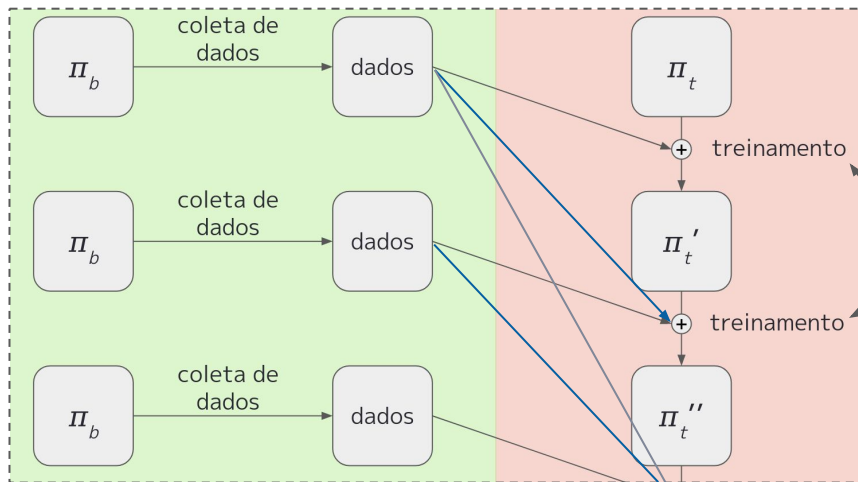 π_b
coleta de
dados
dados
π_t
+
treinamento
π_b
coleta de
dados
dados
π_t′
+
treinamento
π_b
coleta de
dados
dados
π_t′′